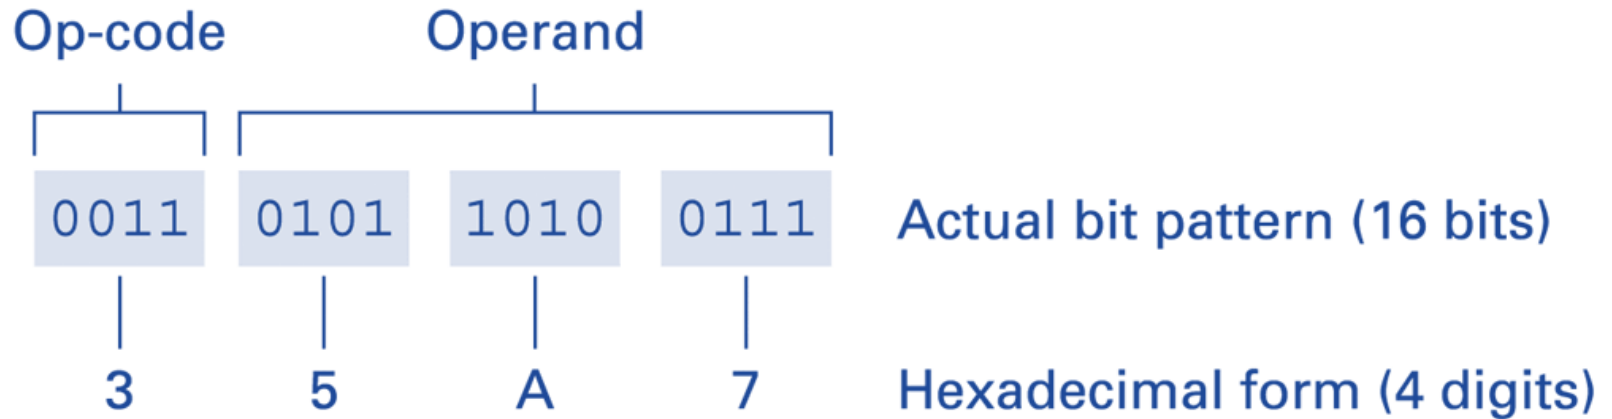 Op-code Operand
0011 0101 1010 0111 Actual bit pattern (16 bits)
3 5 A 7 Hexadecimal form (4 digits)